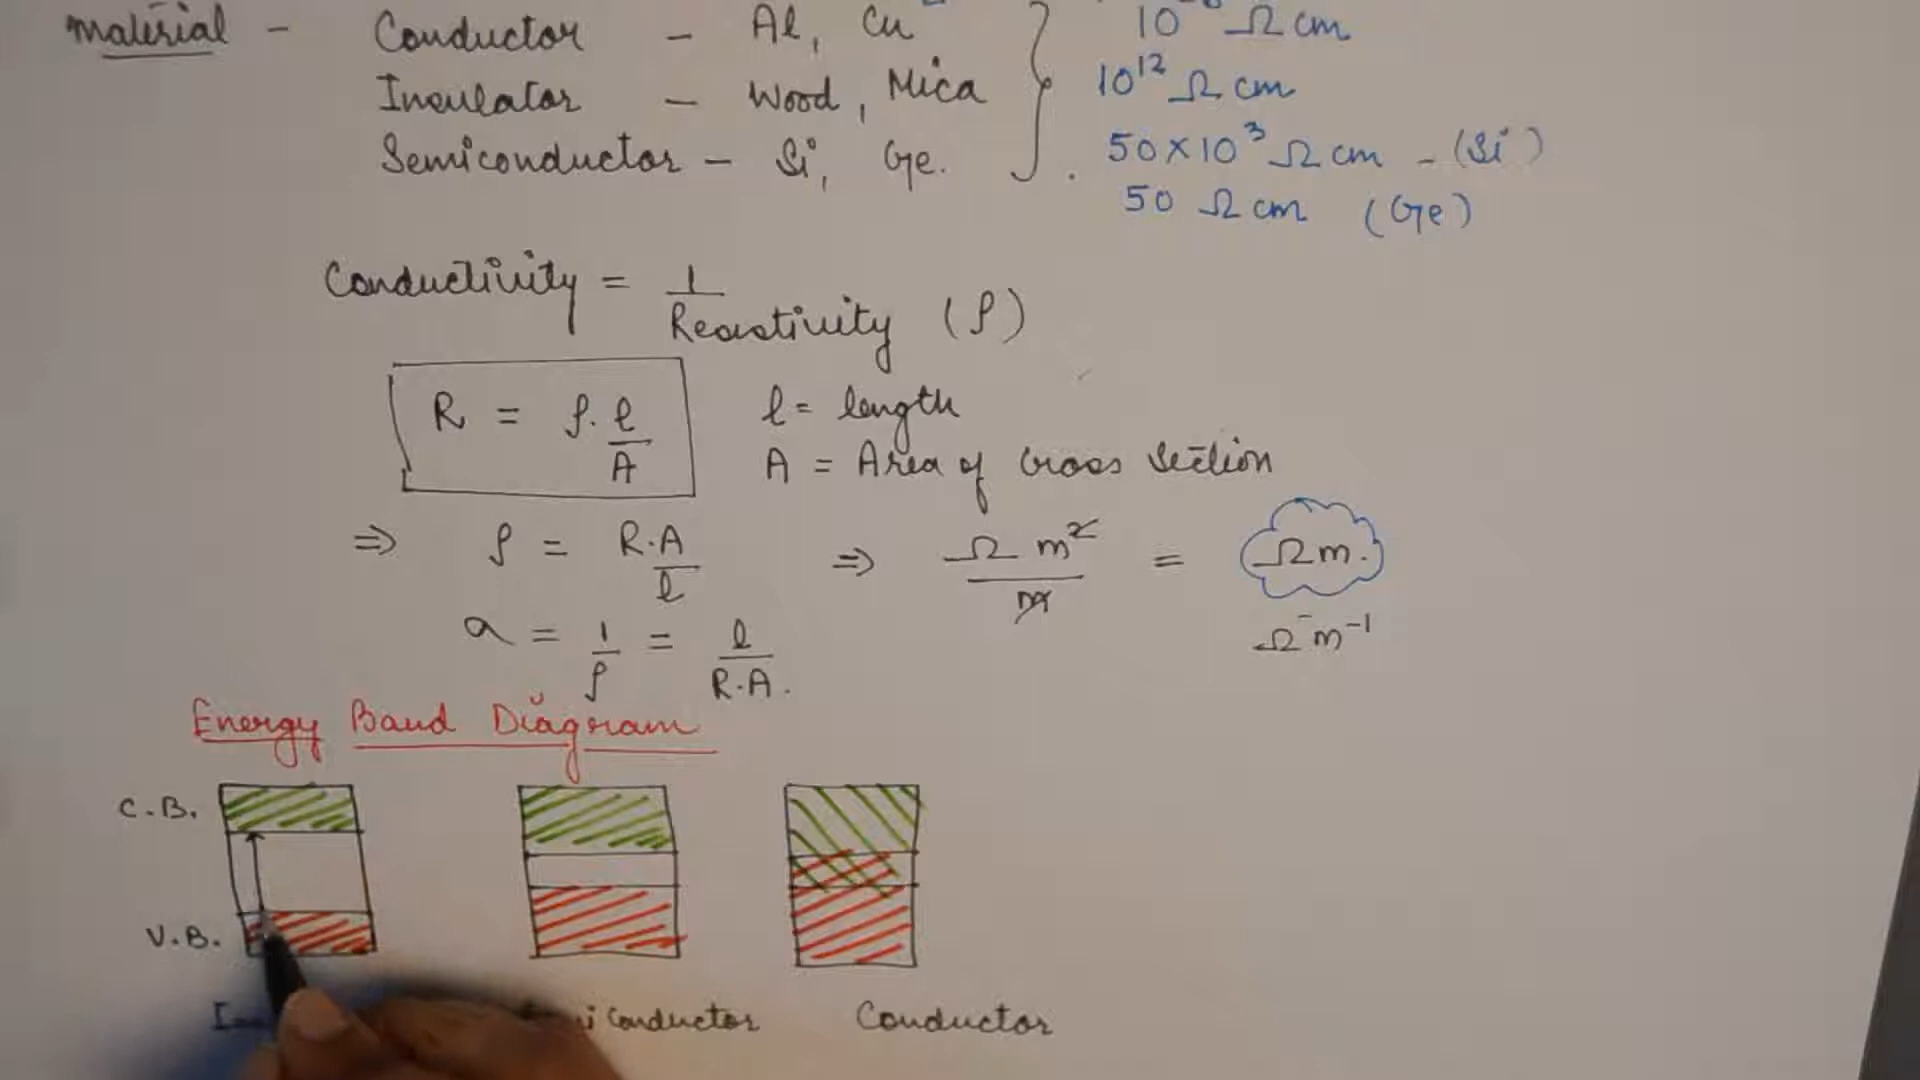 Material - Conductor - Al, Cu
Insulator - Wood, Mica 10¹² Ω cm
Semiconductor - Si, Ge. 50×10³ Ω cm - (Si)
50 Ω cm (Ge)
Conductivity = 1 / Resistivity (ρ)
R = ρ. l / A l = length
A = Area of Cross Section
⇒ ρ = R.A / l ⇒ Ω m² / m = Ωm.
σ = 1 / ρ = l / R.A. Ω⁻m⁻¹
Energy Band Diagram
C.B.
V.B.
Conductor